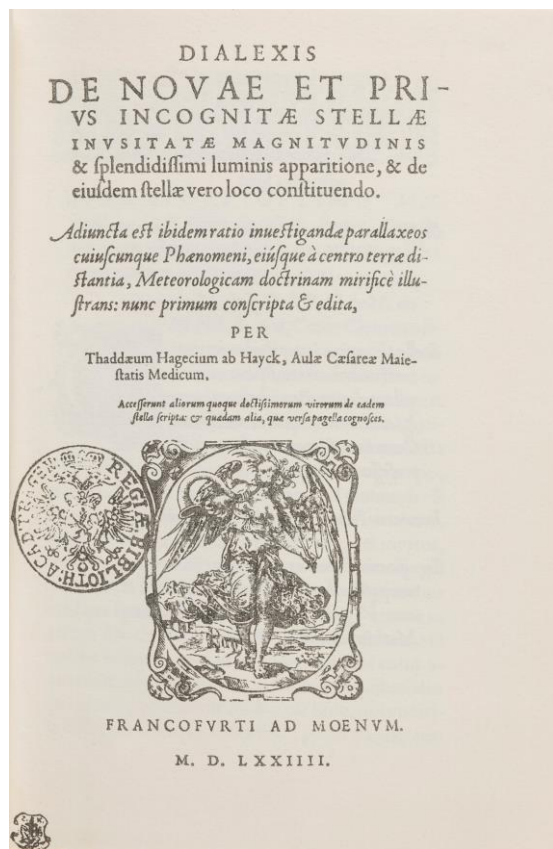 DIALEXIS
DE NOVAE ET PRI-
VS INCOGNITÆ STELLÆ
INVSITATÆ MAGNITVDINIS
& ſplendidiſſimi luminis apparitione, & de
eiuſdem ſtellæ vero loco conſtituendo.
Adiuncta eſt ibidem ratio inueſtigandæ parallaxeos
cuiuſcunque Phænomeni, eiúſque à centro terræ di-
ſtantia, Meteorologicam doctrinam mirificè illu-
ſtrans: nunc primum conſcripta & edita,
PER
Thaddæum Hagecium ab Hayck, Aulæ Cæſareæ Maie-
ſtatis Medicum.
Acceſſerunt aliorum quoque doctiſſimorum virorum de eadem
ſtella ſcripta & quædam alia, quæ verſa pagella cognoſces.
REGIÆ BIBLIOTH: ACAD:
FRANCOFVRTI AD MOENVM.
M. D. LXXIIII.